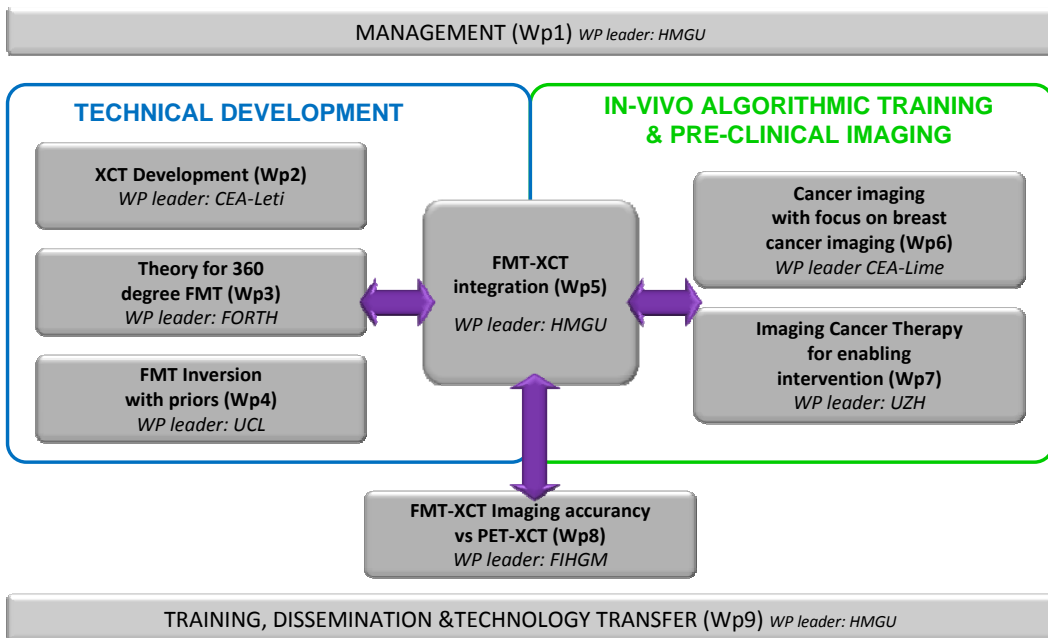 MANAGEMENT (Wp1) WP leader: HMGU
TECHNICAL DEVELOPMENT
XCT Development (Wp2)
WP leader: CEA-Leti
Theory for 360
degree FMT (Wp3)
WP leader: FORTH
FMT Inversion
with priors (Wp4)
WP leader: UCL
FMT-XCT
integration (Wp5)
WP leader: HMGU
IN-VIVO ALGORITHMIC TRAINING
& PRE-CLINICAL IMAGING
Cancer imaging
with focus on breast
cancer imaging (Wp6)
WP leader CEA-Lime
Imaging Cancer Therapy
for enabling
intervention (Wp7)
WP leader: UZH
FMT-XCT Imaging accurancy
vs PET-XCT (Wp8)
WP leader: FIHGM
TRAINING, DISSEMINATION &TECHNOLOGY TRANSFER (Wp9) WP leader: HMGU